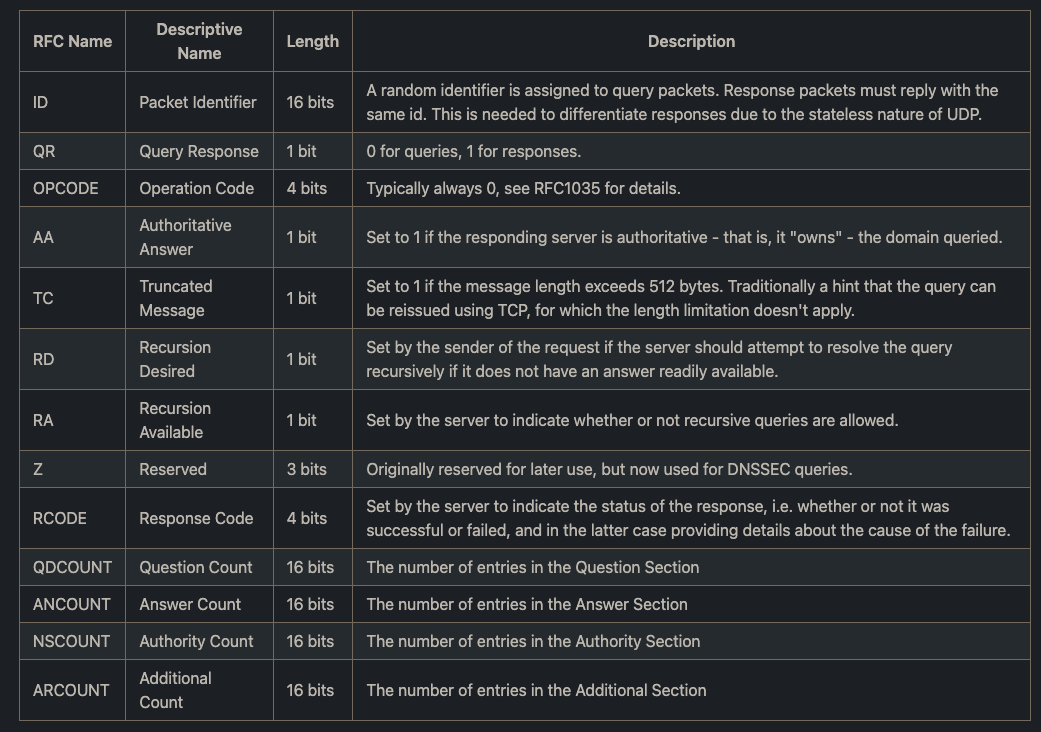 RFC Name
Descriptive
Name
Length
Description
ID
Packet Identifier
16 bits
A random identifier is assigned to query packets. Response packets must reply with the
same id. This is needed to differentiate responses due to the stateless nature of UDP.
QR
Query Response
1 bit
0 for queries, 1 for responses.
OPCODE
Operation Code
4 bits
Typically always 0, see RFC1035 for details.
AA
Authoritative
Answer
1 bit
Set to 1 if the responding server is authoritative - that is, it "owns" - the domain queried.
TC
Truncated
Message
1 bit
Set to 1 if the message length exceeds 512 bytes. Traditionally a hint that the query can
be reissued using TCP, for which the length limitation doesn't apply.
RD
Recursion
Desired
1 bit
Set by the sender of the request if the server should attempt to resolve the query
recursively if it does not have an answer readily available.
RA
Recursion
Available
1 bit
Set by the server to indicate whether or not recursive queries are allowed.
Z
Reserved
3 bits
Originally reserved for later use, but now used for DNSSEC queries.
RCODE
Response Code
4 bits
Set by the server to indicate the status of the response, i.e. whether or not it was
successful or failed, and in the latter case providing details about the cause of the failure.
QDCOUNT
Question Count
16 bits
The number of entries in the Question Section
ANCOUNT
Answer Count
16 bits
The number of entries in the Answer Section
NSCOUNT
Authority Count
16 bits
The number of entries in the Authority Section
ARCOUNT
Additional
Count
16 bits
The number of entries in the Additional Section